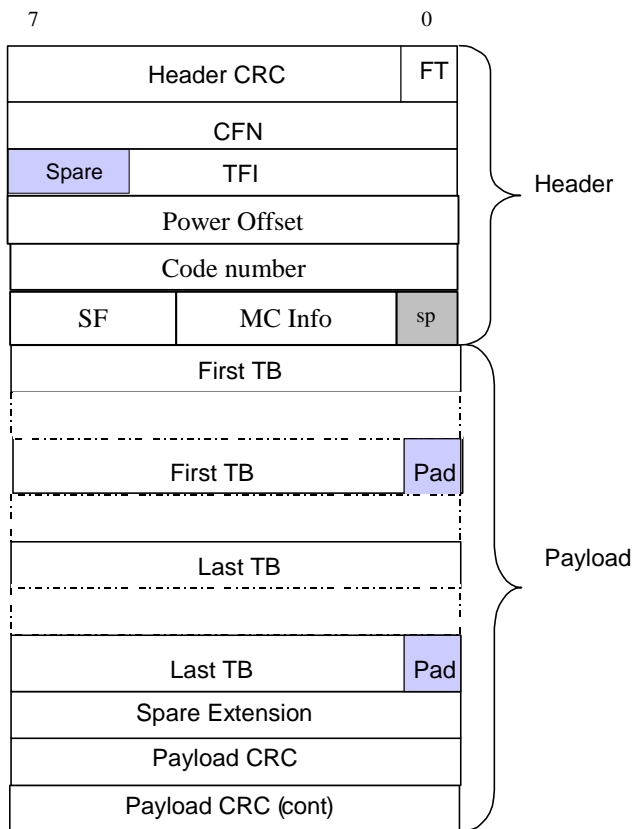 7 0
Header CRC FT
CFN
Spare TFI
Header
Power Offset
Code number
SF MC Info sp
First TB
First TB Pad
Last TB
Payload
Last TB Pad
Spare Extension
Payload CRC
Payload CRC (cont)